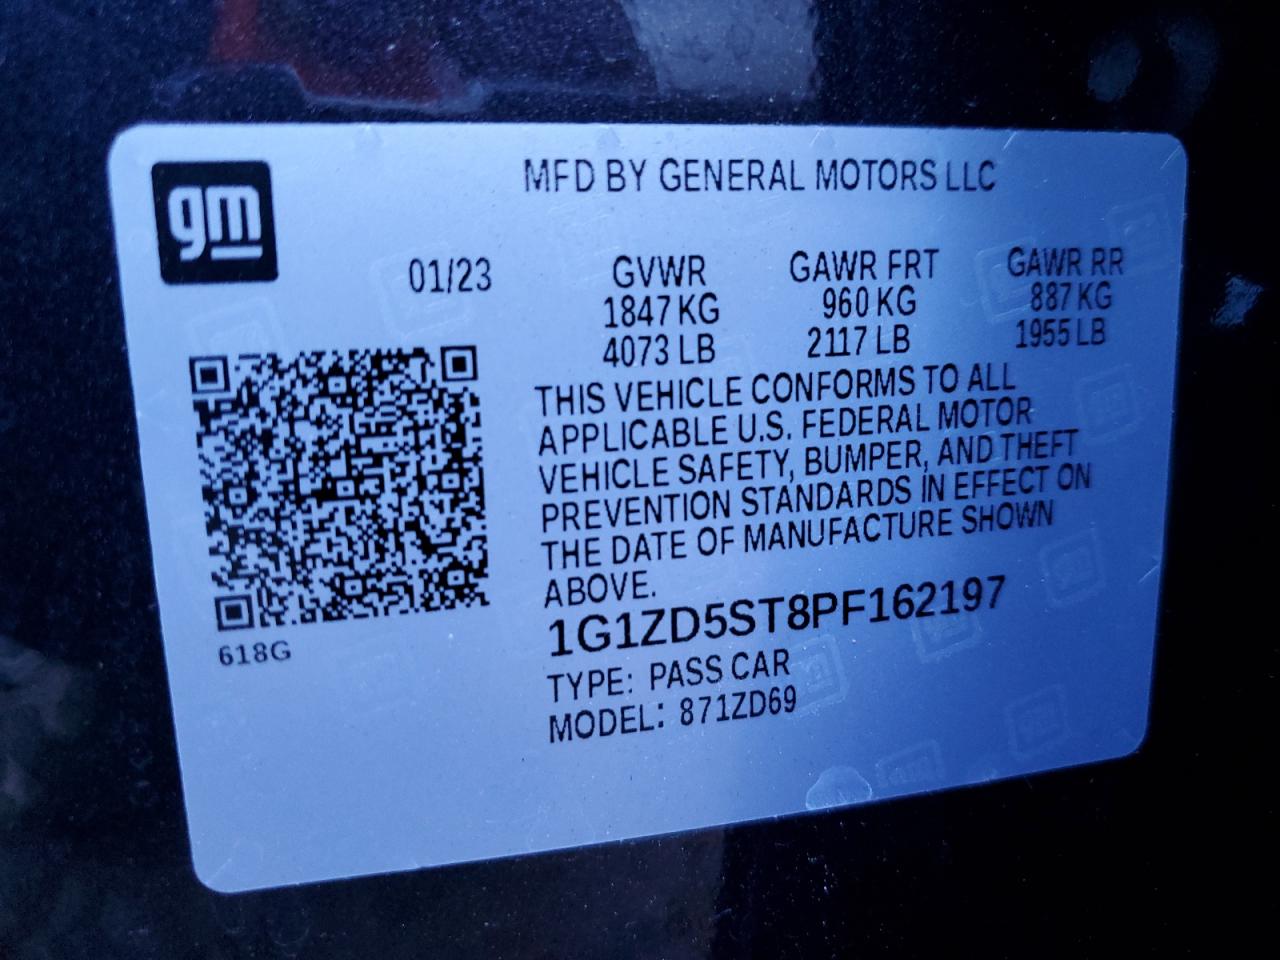 gm
MFD BY GENERAL MOTORS LLC
01/23
GVWR GAWR FRT GAWR RR
1847 KG 960 KG 887 KG
4073 LB 2117 LB 1955 LB
THIS VEHICLE CONFORMS TO ALL
APPLICABLE U.S. FEDERAL MOTOR
VEHICLE SAFETY, BUMPER, AND THEFT
PREVENTION STANDARDS IN EFFECT ON
THE DATE OF MANUFACTURE SHOWN
ABOVE.
1G1ZD5ST8PF162197
618G
TYPE: PASS CAR
MODEL: 871ZD69